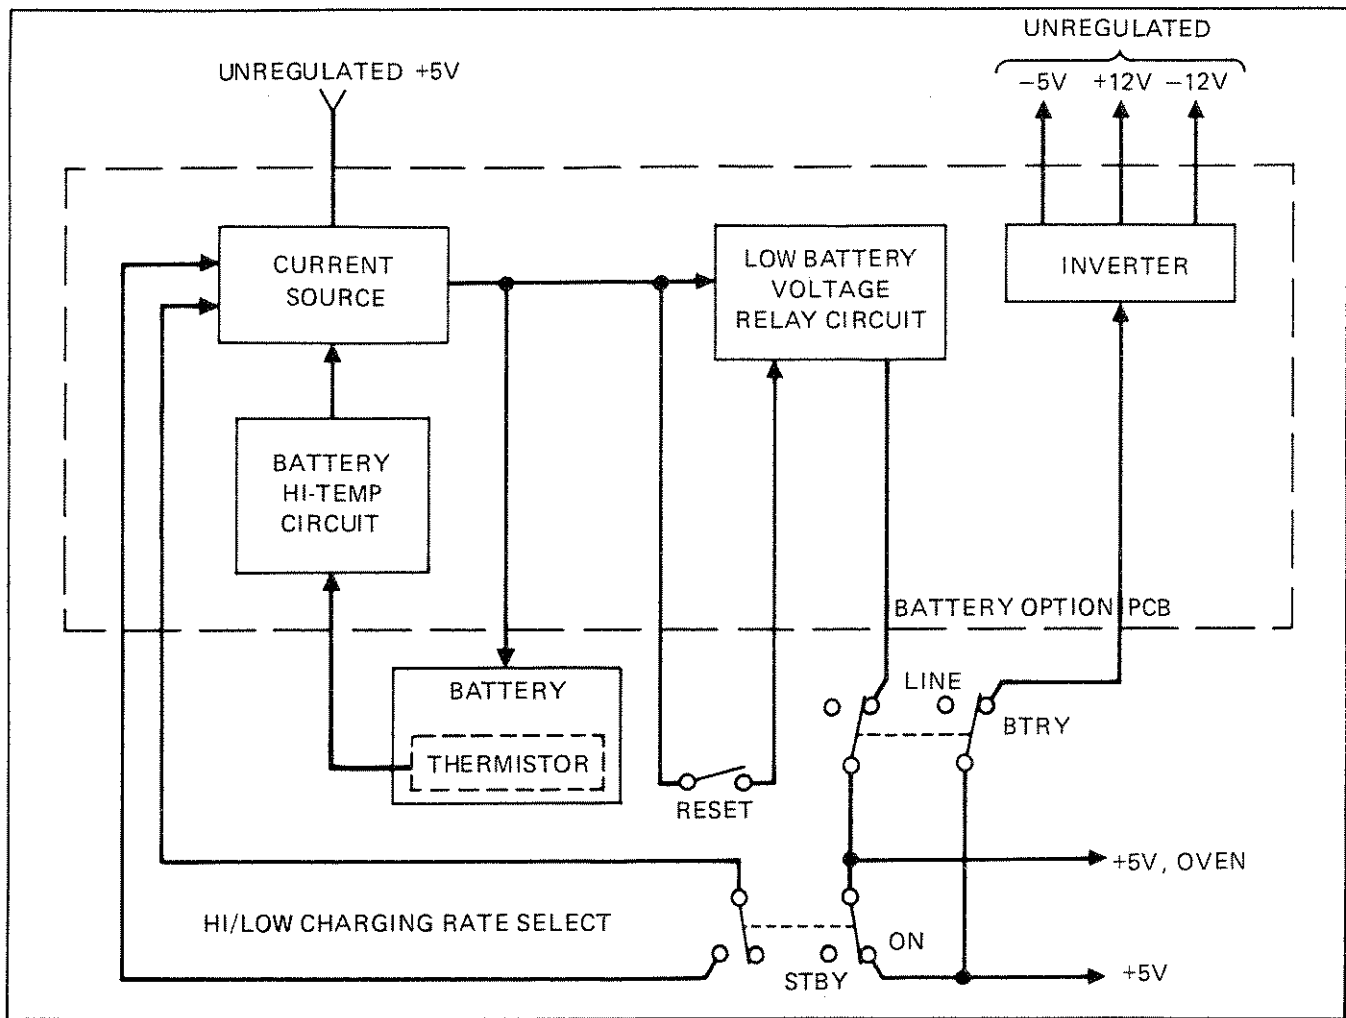 UNREGULATED
UNREGULATED +5V
−5V +12V −12V
CURRENT
SOURCE
LOW BATTERY
VOLTAGE
RELAY CIRCUIT
INVERTER
BATTERY
HI-TEMP
CIRCUIT
BATTERY OPTION PCB
BATTERY
THERMISTOR
LINE
BTRY
RESET
+5V, OVEN
HI/LOW CHARGING RATE SELECT
ON
STBY
+5V